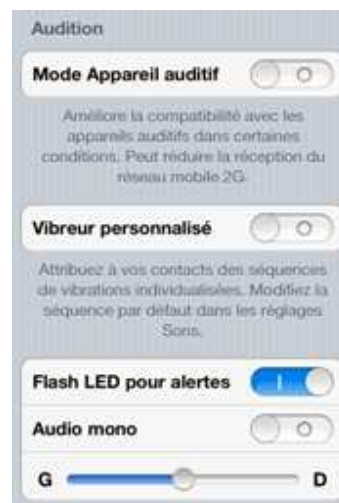 Audition
Mode Appareil auditif
Améliore la compatibilité avec les
appareils auditifs dans certaines
conditions. Peut réduire la réception du
réseau mobile 2G.
Vibreur personnalisé
Attribuez à vos contacts des séquences
de vibrations individualisées. Modifiez la
séquence par défaut dans les réglages
Sons.
Flash LED pour alertes
Audio mono
G D